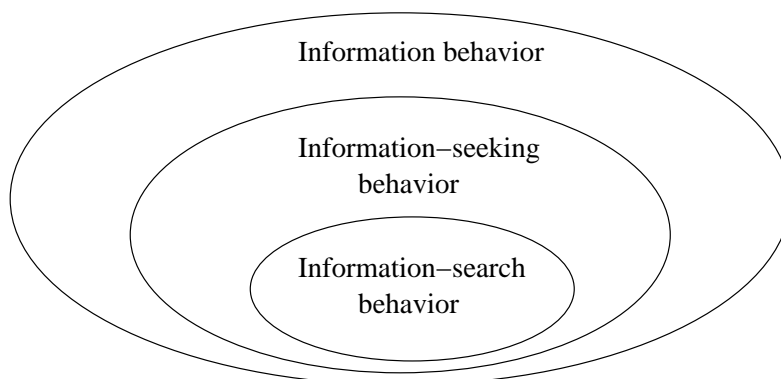 Information behavior
Information−seeking
behavior
Information−search
behavior